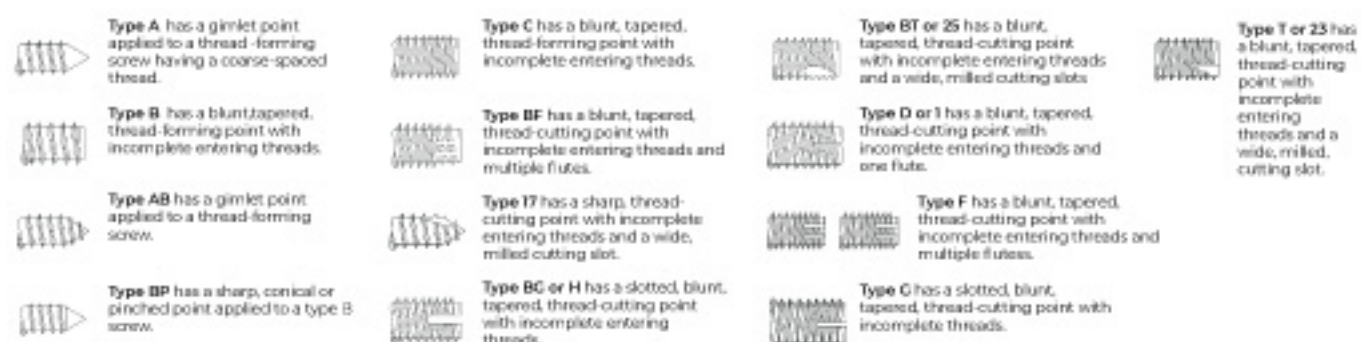 Type A has a gimlet point
applied to a thread -forming
screw having a coarse-spaced
thread.
Type B has a blunt,tapered,
thread-forming point with
incomplete entering threads.
Type AB has a gimlet point
applied to a thread-forming
screw.
Type BP has a sharp, conical or
pinched point applied to a type B
screw.
Type C has a blunt, tapered,
thread-forming point with
incomplete entering threads.
Type BF has a blunt, tapered,
thread-cutting point with
incomplete entering threads and
multiple flutes.
Type 17 has a sharp, thread-
cutting point with incomplete
entering threads and a wide,
milled cutting slot.
Type BG or H has a slotted, blunt,
tapered, thread-cutting point
with incomplete entering
threads.
Type BT or 25 has a blunt,
tapered, thread-cutting point
with incomplete entering threads
and a wide, milled cutting slots
Type D or 1 has a blunt, tapered,
thread-cutting point with
incomplete entering threads and
one flute.
Type F has a blunt, tapered,
thread-cutting point with
incomplete entering threads and
multiple flutess.
Type G has a slotted, blunt,
tapered, thread-cutting point with
incomplete threads.
Type T or 23 has
a blunt, tapered,
thread-cutting
point with
incomplete
entering
threads and a
wide, milled,
cutting slot.